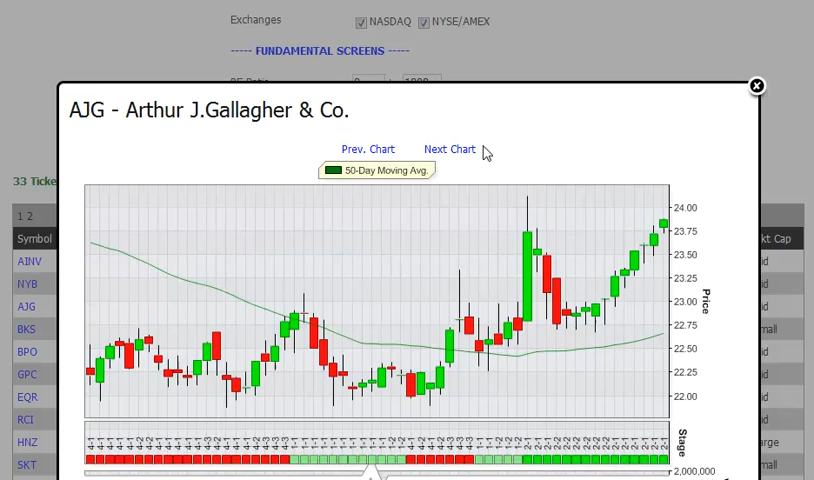 Exchanges NASDAQ NYSE/AMEX
----- FUNDAMENTAL SCREENS -----
AJG - Arthur J.Gallagher & Co.
Prev. Chart Next Chart
50-Day Moving Avg.
33 Ticke
1 2
Symbol kt Cap
AINV id
NYB id
AJG id
BKS mall
BPO id
GPC id
EQR
RCI
HNZ arge
SKT mall
24.00
23.75
23.50
23.25
23.00
22.75
22.50
22.25
22.00
Price
Stage
2,000,000